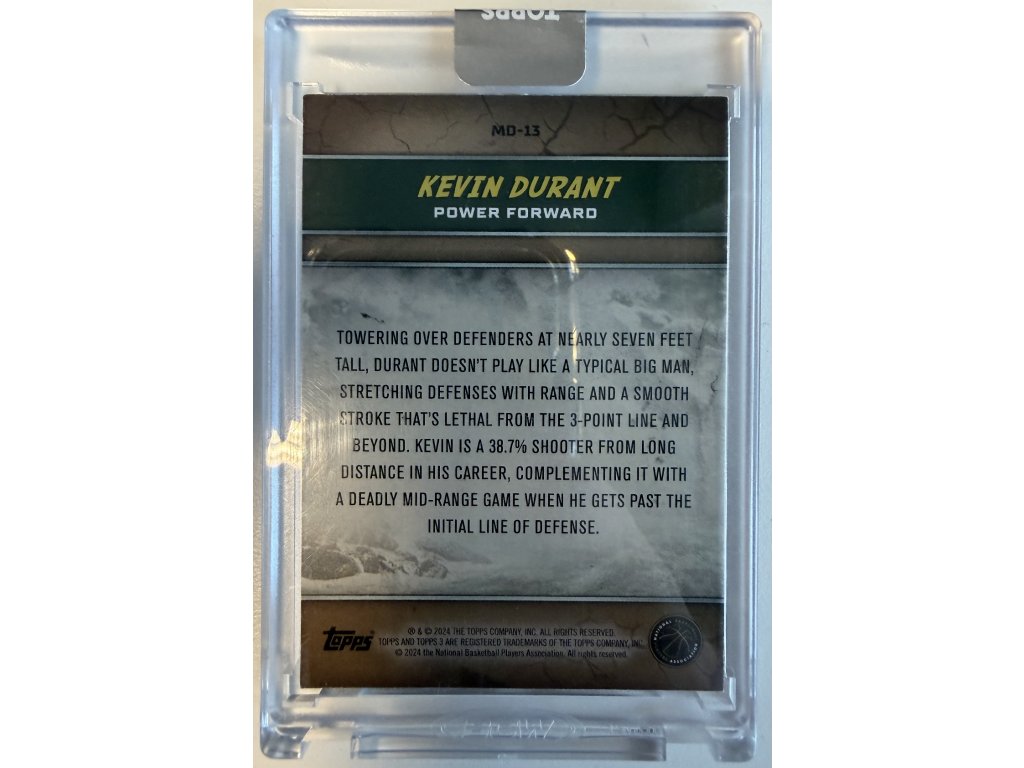 TOPPS
MD-13
KEVIN DURANT
POWER FORWARD
TOWERING OVER DEFENDERS AT NEARLY SEVEN FEET
TALL, DURANT DOESN'T PLAY LIKE A TYPICAL BIG MAN,
STRETCHING DEFENSES WITH RANGE AND A SMOOTH
STROKE THAT'S LETHAL FROM THE 3-POINT LINE AND
BEYOND. KEVIN IS A 38.7% SHOOTER FROM LONG
DISTANCE IN HIS CAREER, COMPLEMENTING IT WITH
A DEADLY MID-RANGE GAME WHEN HE GETS PAST THE
INITIAL LINE OF DEFENSE.
Topps
® & © 2024 THE TOPPS COMPANY, INC. ALL RIGHTS RESERVED.
TOPPS AND TOPPS 3 ARE REGISTERED TRADEMARKS OF THE TOPPS COMPANY, INC.
© 2024 the National Basketball Players Association. All rights reserved.
NATIONAL
ASSOCIATION